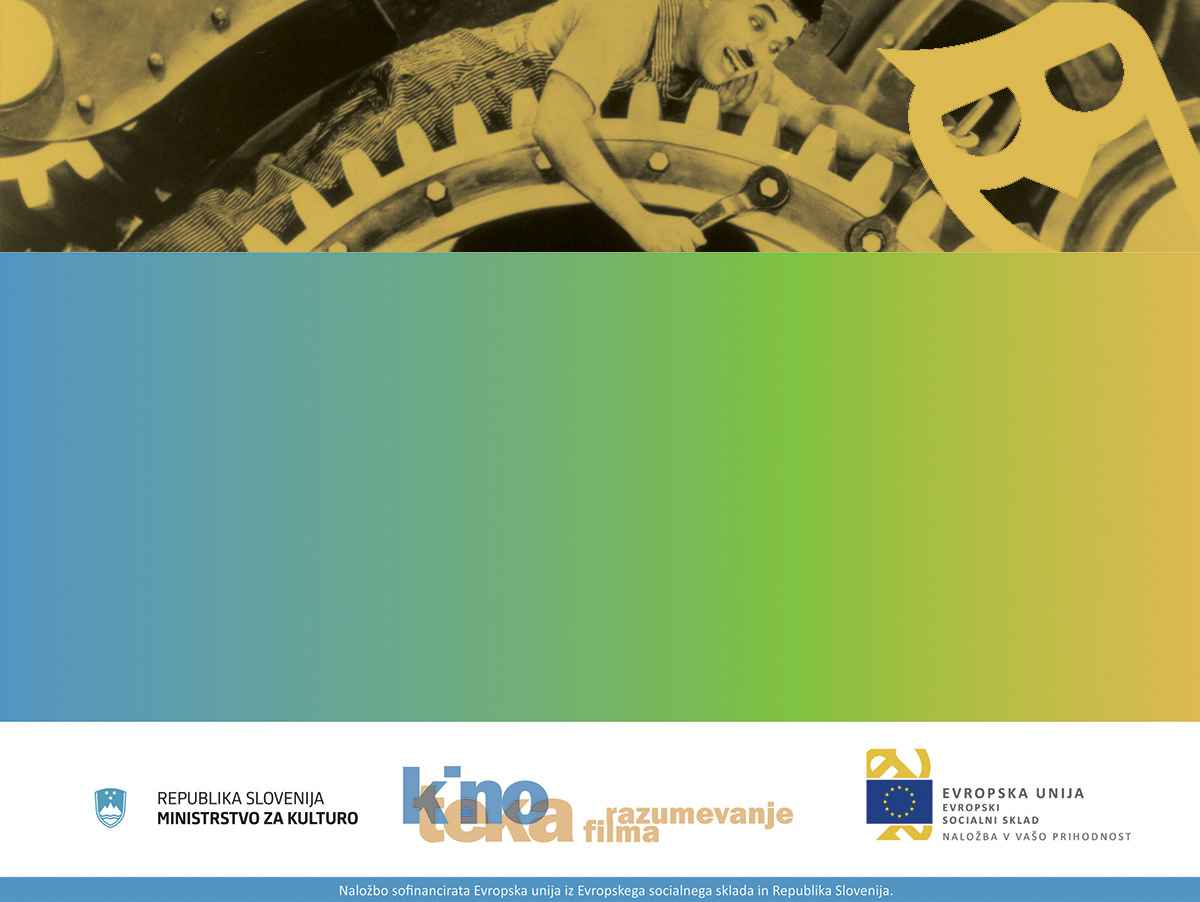 REPUBLIKA SLOVENIJA
MINISTRSTVO ZA KULTURO
kino
teka
razumevanje
filma
EVROPSKA UNIJA
EVROPSKI
SOCIALNI SKLAD
NALOŽBA V VAŠO PRIHODNOST
Naložbo sofinancirata Evropska unija iz Evropskega socialnega sklada in Republika Slovenija.